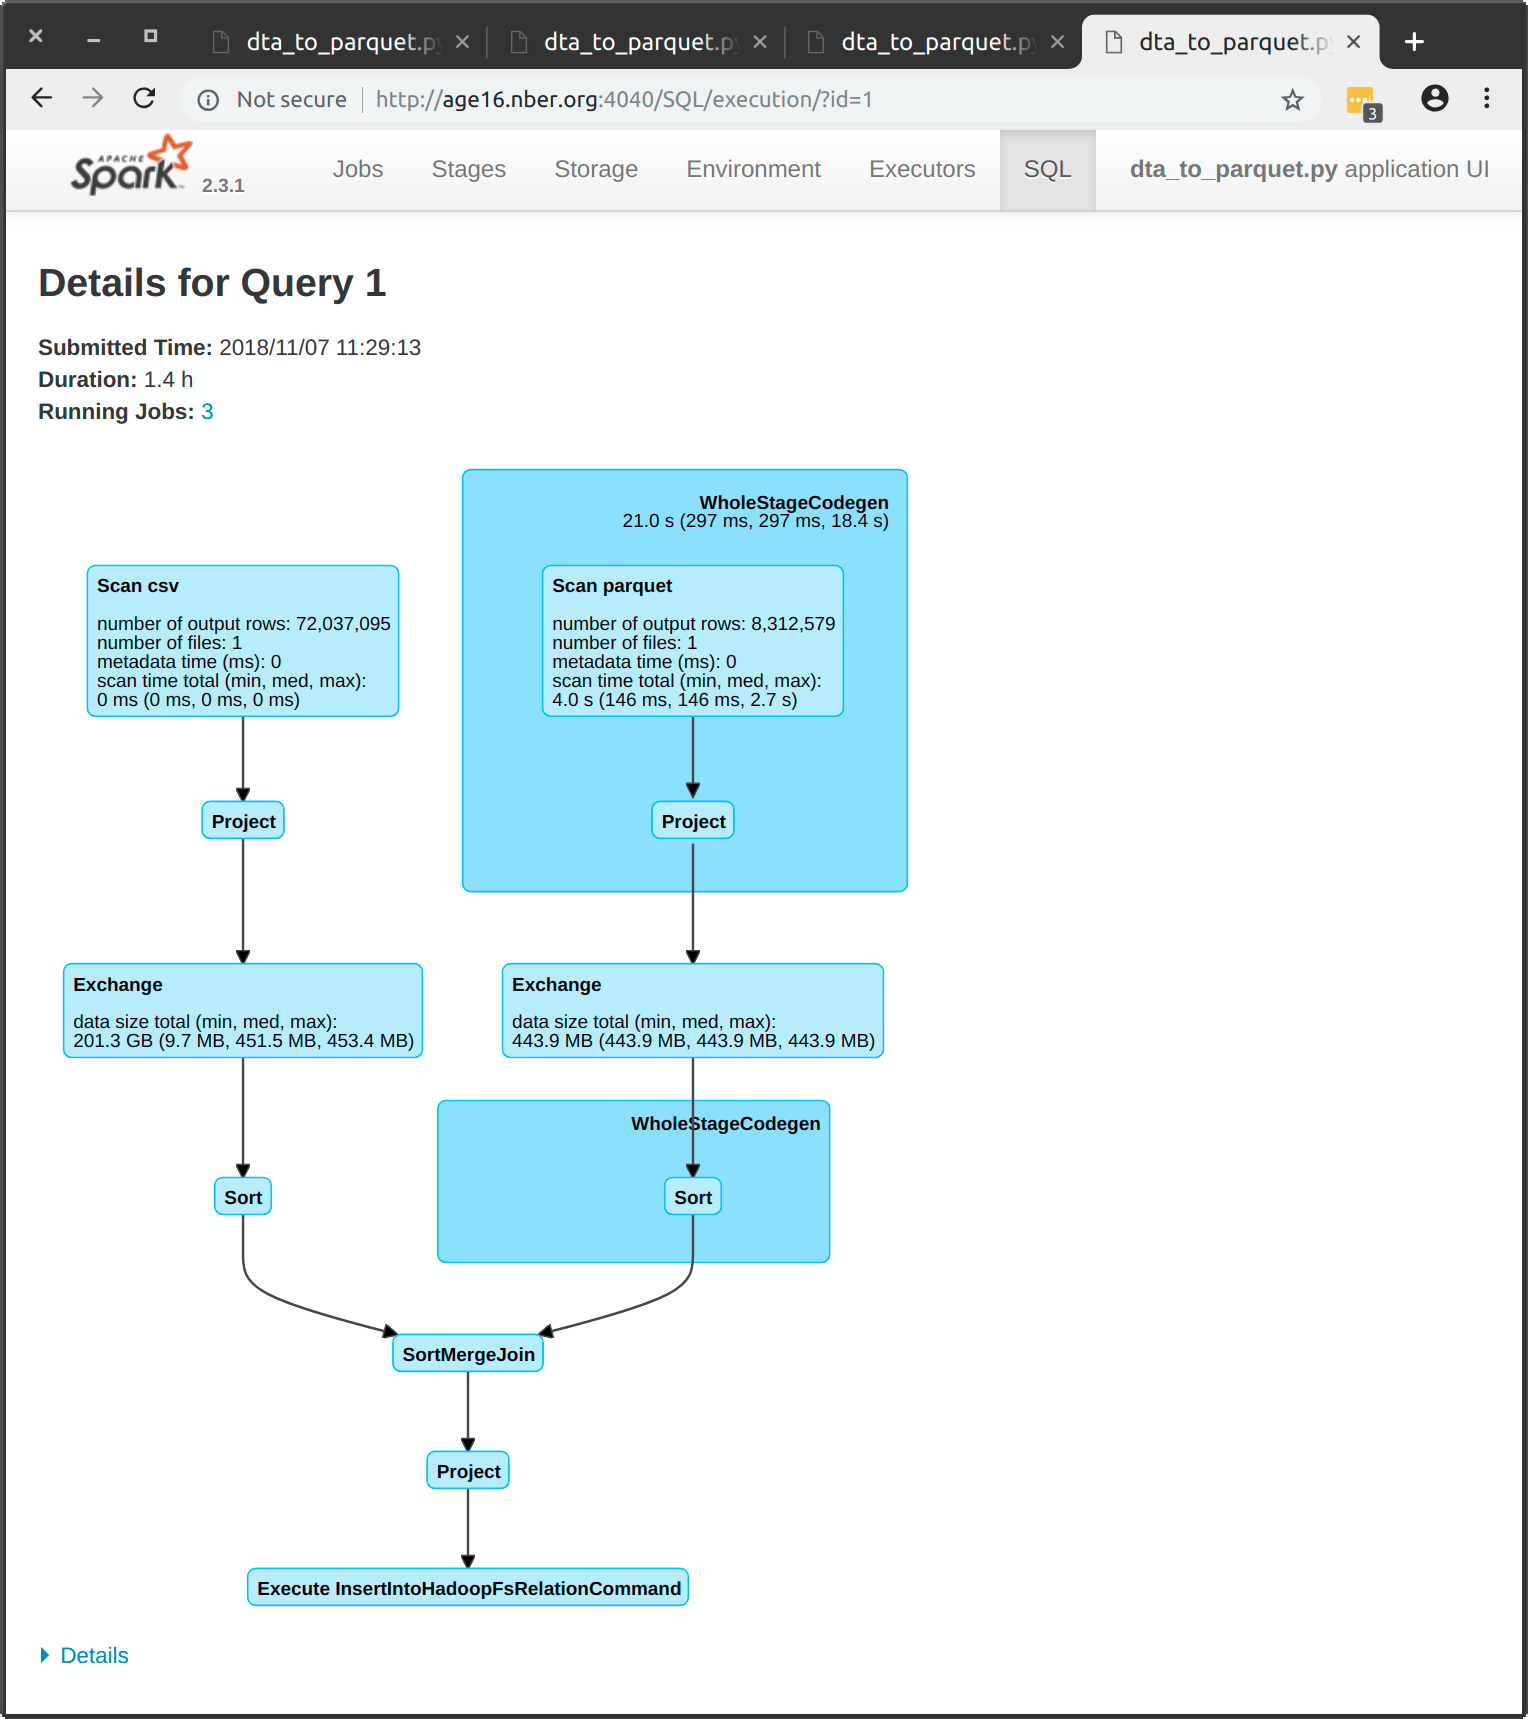 dta_to_parquet.py
dta_to_parquet.py
dta_to_parquet.py
dta_to_parquet.py
Not secure
http://age16.nber.org:4040/SQL/execution/?id=1
3
APACHE
Spark
2.3.1
Jobs
Stages
Storage
Environment
Executors
SQL
dta_to_parquet.py application UI
Details for Query 1
Submitted Time: 2018/11/07 11:29:13
Duration: 1.4 h
Running Jobs: 3
WholeStageCodegen
21.0 s (297 ms, 297 ms, 18.4 s)
Scan csv
number of output rows: 72,037,095
number of files: 1
metadata time (ms): 0
scan time total (min, med, max):
0 ms (0 ms, 0 ms, 0 ms)
Scan parquet
number of output rows: 8,312,579
number of files: 1
metadata time (ms): 0
scan time total (min, med, max):
4.0 s (146 ms, 146 ms, 2.7 s)
Project
Project
Exchange
data size total (min, med, max):
201.3 GB (9.7 MB, 451.5 MB, 453.4 MB)
Exchange
data size total (min, med, max):
443.9 MB (443.9 MB, 443.9 MB, 443.9 MB)
WholeStageCodegen
Sort
Sort
SortMergeJoin
Project
Execute InsertIntoHadoopFsRelationCommand
Details